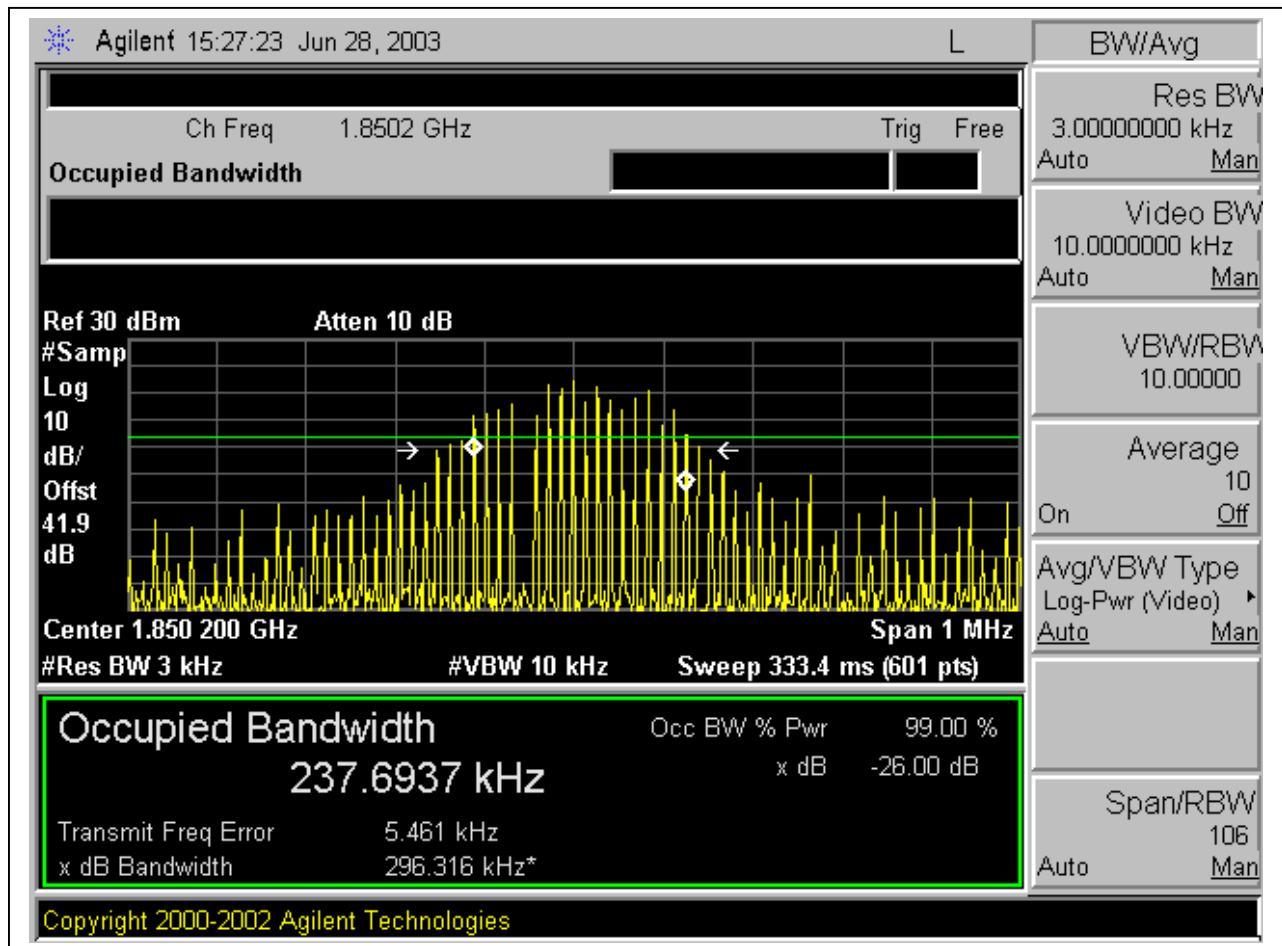 Agilent 15:27:23 Jun 28, 2003 L
Ch Freq 1.8502 GHz Trig Free
Occupied Bandwidth
Ref 30 dBm Atten 10 dB
#Samp
Log
10
dB/
Offst
41.9
dB
Center 1.850 200 GHz Span 1 MHz
#Res BW 3 kHz #VBW 10 kHz Sweep 333.4 ms (601 pts)
Occupied Bandwidth
237.6937 kHz
Occ BW % Pwr 99.00 %
x dB -26.00 dB
Transmit Freq Error 5.461 kHz
x dB Bandwidth 296.316 kHz*
Copyright 2000-2002 Agilent Technologies
BW/Avg
Res BW
3.00000000 kHz
Auto Man
Video BW
10.0000000 kHz
Auto Man
VBW/RBW
10.00000
Average
10
On Off
Avg/VBW Type
Log-Pwr (Video)
Auto Man
Span/RBW
106
Auto Man